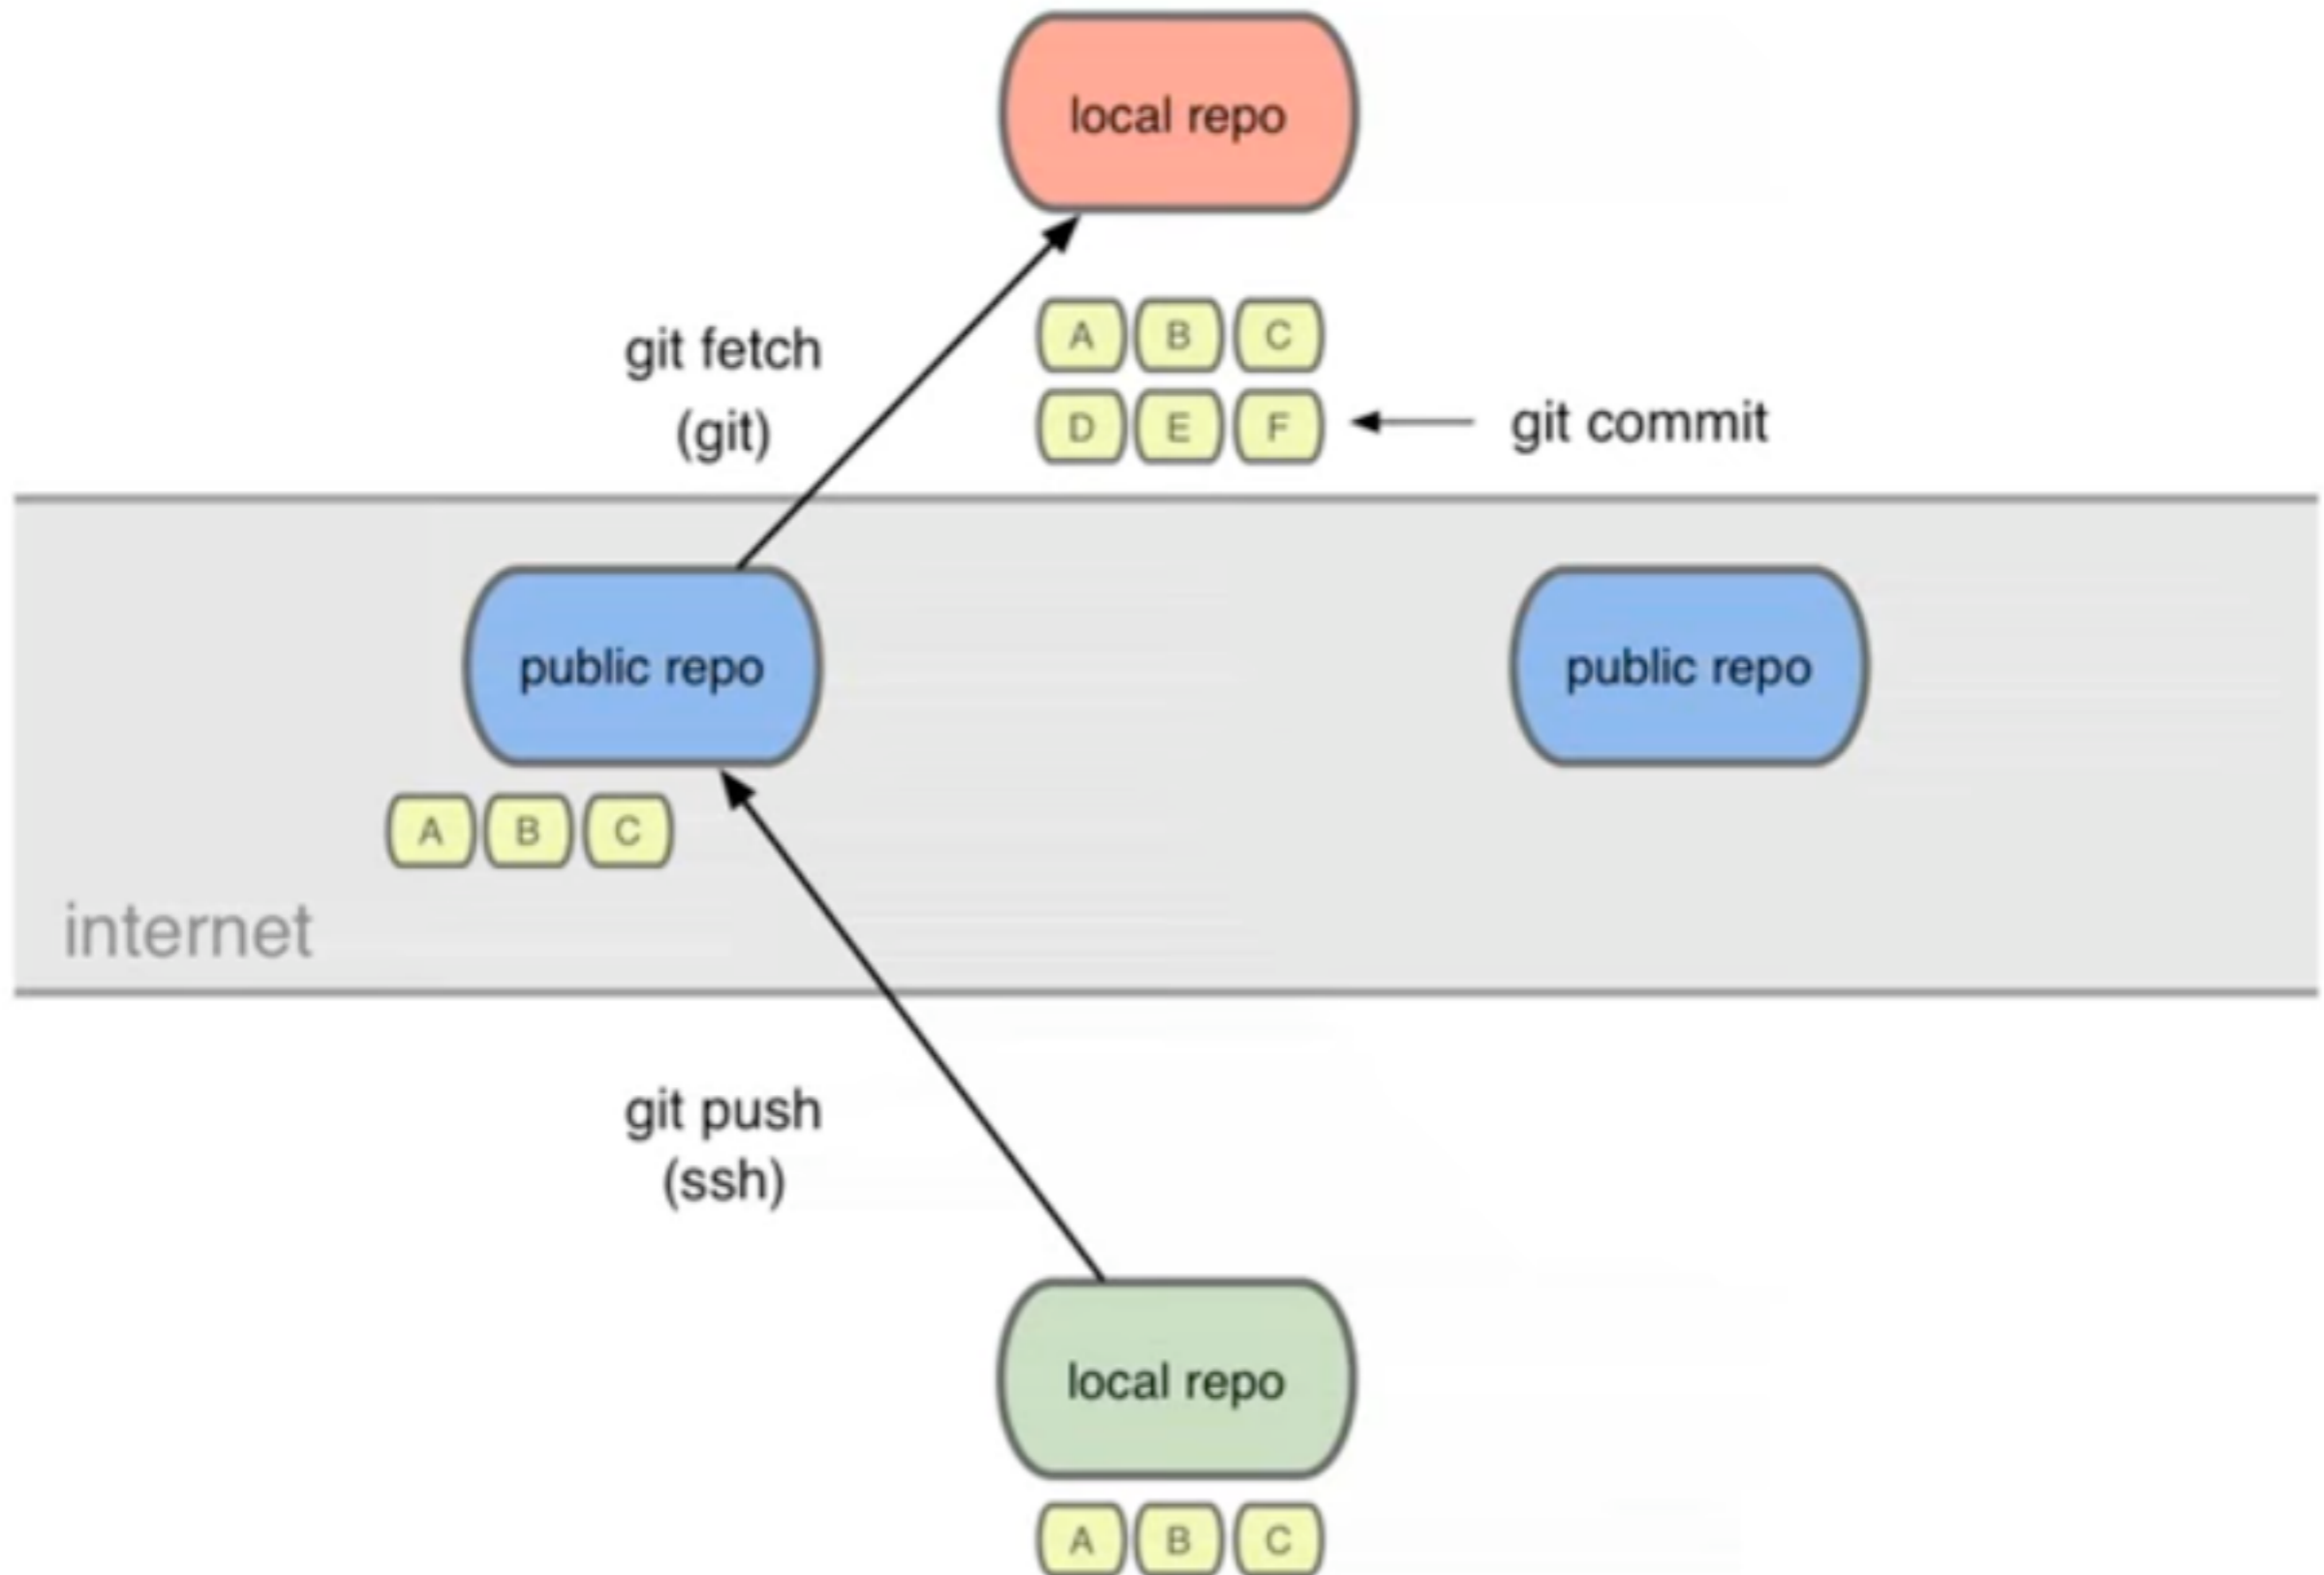 local repo
git fetch
(git)
A B C
D E F
git commit
public repo
public repo
A B C
internet
git push
(ssh)
local repo
A B C